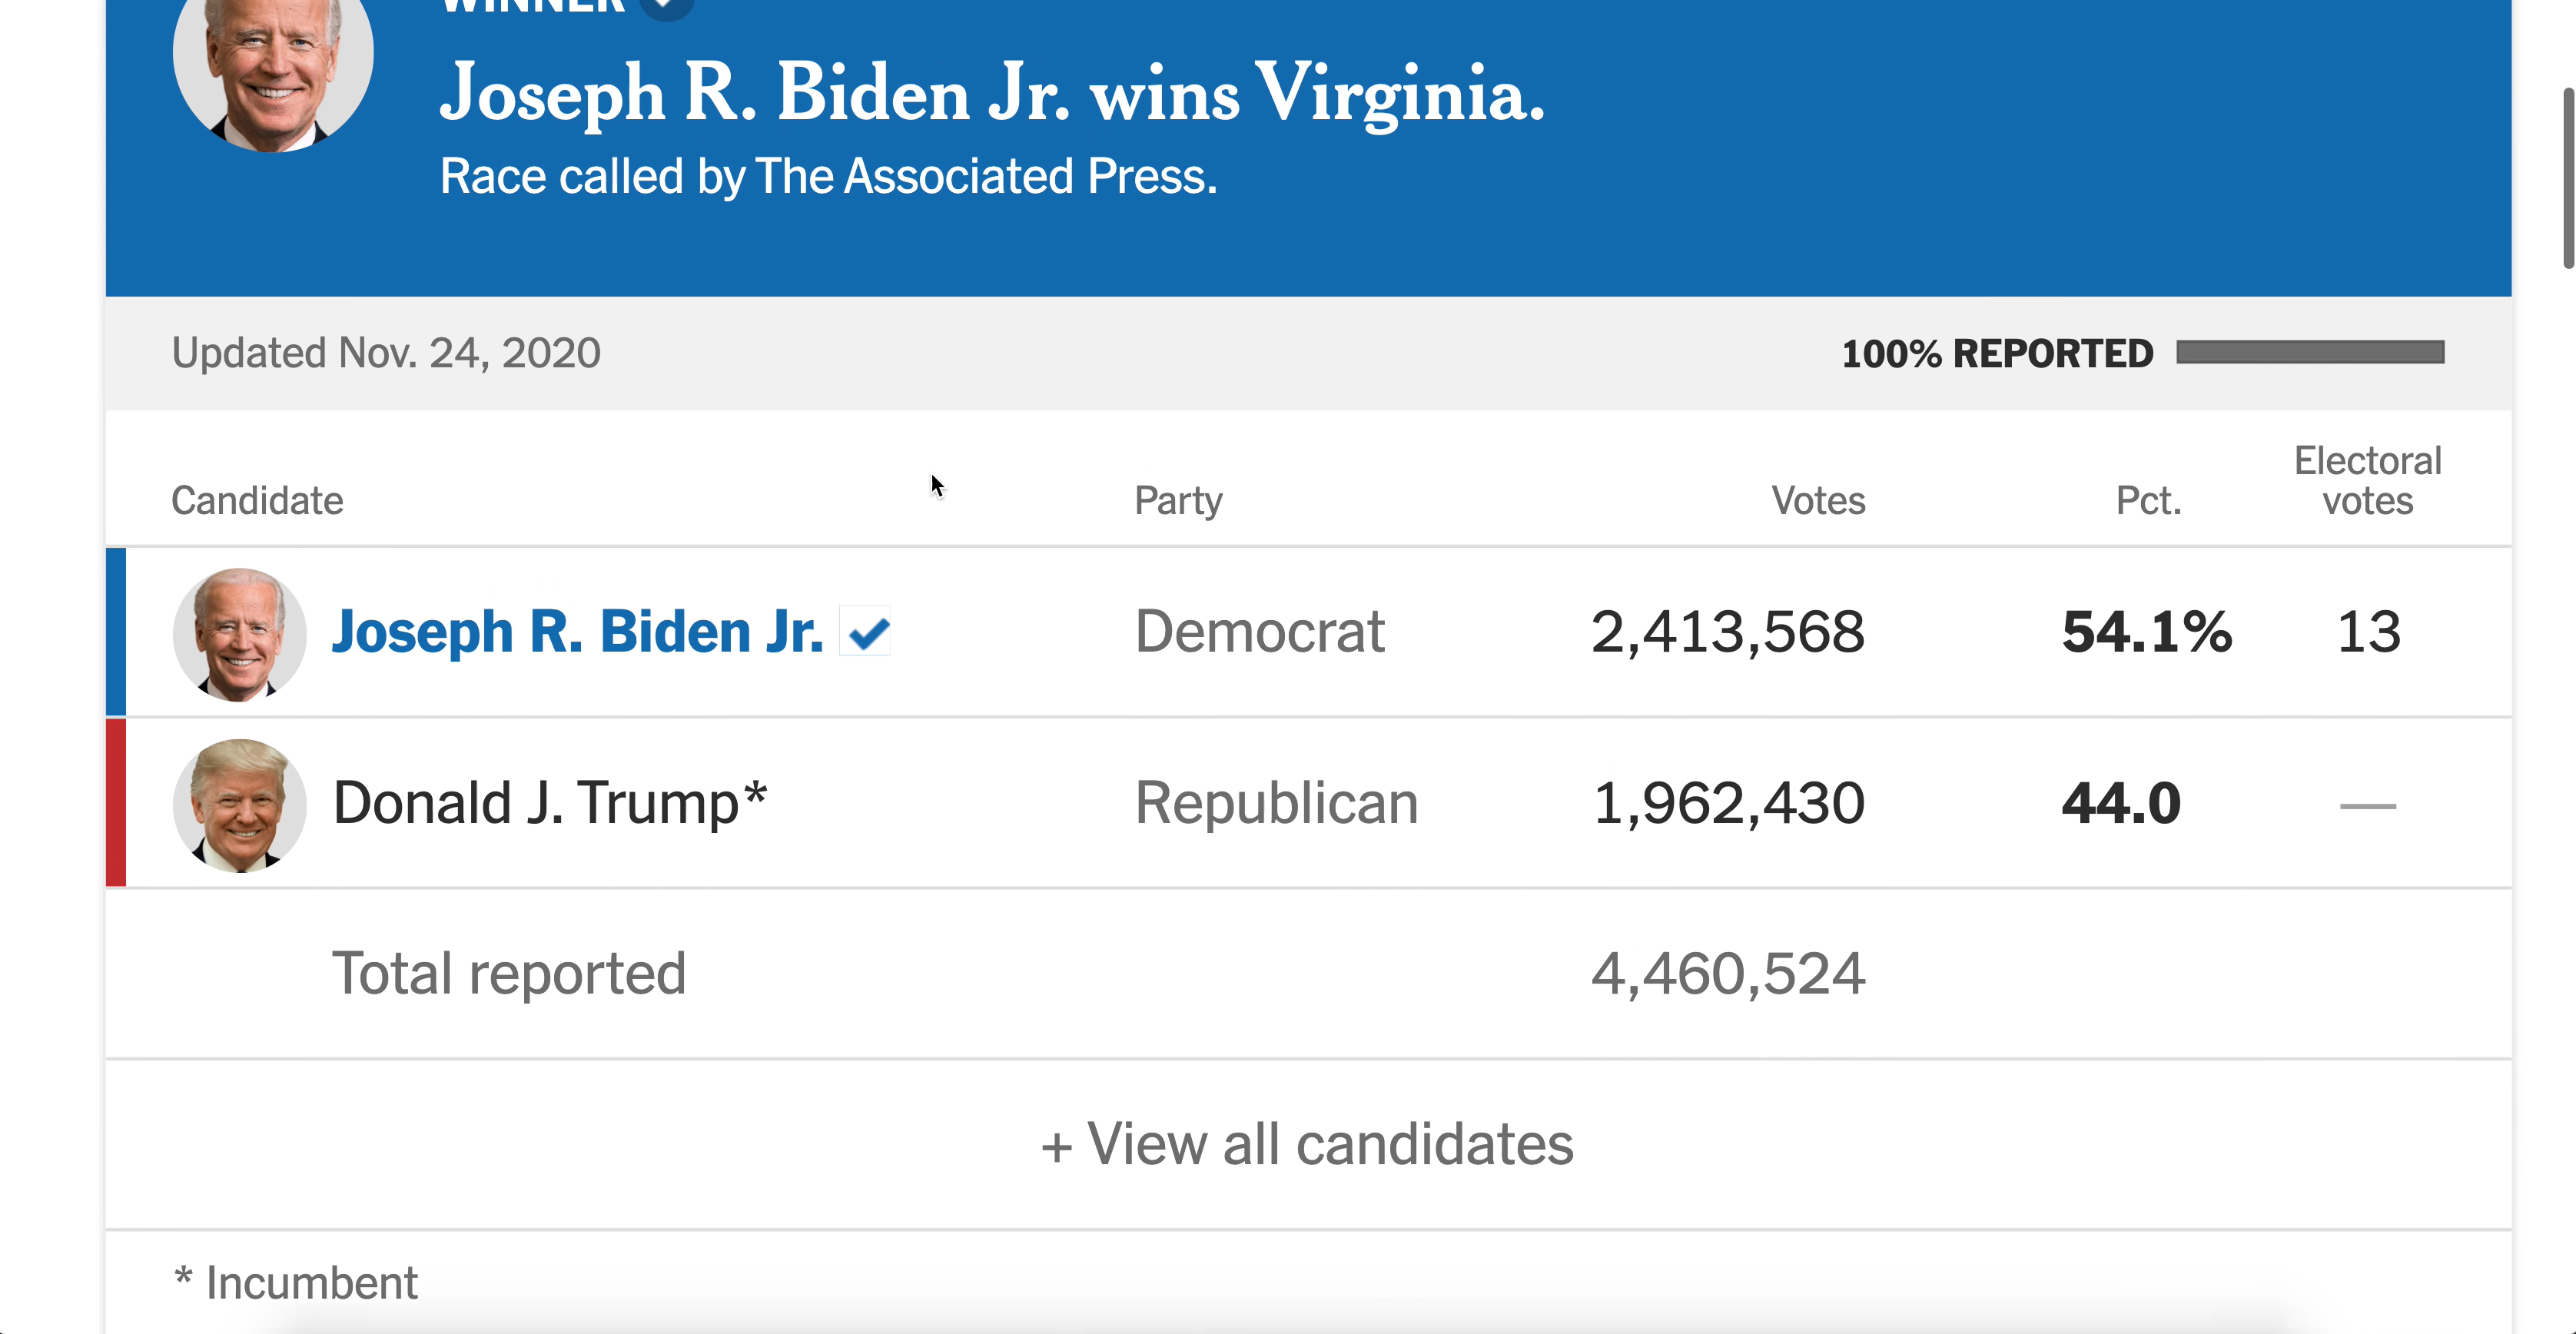 WINNER
Joseph R. Biden Jr. wins Virginia.
Race called by The Associated Press.
Updated Nov. 24, 2020 100% REPORTED
Candidate Party Votes Pct. Electoral votes
Joseph R. Biden Jr. Democrat 2,413,568 54.1% 13
Donald J. Trump* Republican 1,962,430 44.0 —
Total reported 4,460,524
+ View all candidates
* Incumbent